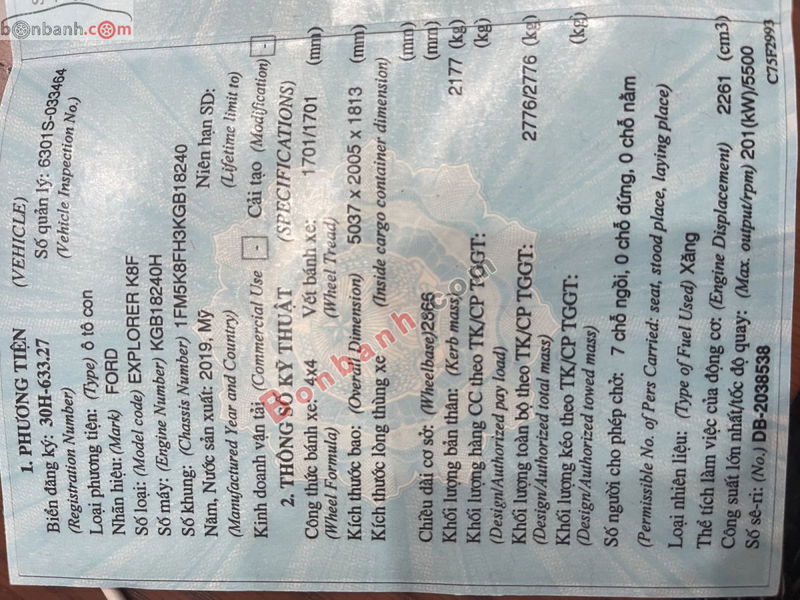 bonbanh.com
1. PHƯƠNG TIỆN (VEHICLE)
Biển đăng ký: 30H-633.27 Số quản lý: 6301S-033464
(Registration Number) (Vehicle Inspection No.)
Loại phương tiện: (Type) ô tô con
Nhãn hiệu: (Mark) FORD
Số loại: (Model code) EXPLORER K8F
Số máy: (Engine Number) KGB18240H
Số khung: (Chassis Number) 1FM5K8FH3KGB18240
Năm, Nước sản xuất: 2019, Mỹ Niên hạn SD:
(Manufactured Year and Country) (Lifetime limit to)
Kinh doanh vận tải (Commercial Use) - Cải tạo (Modification) -
2. THÔNG SỐ KỸ THUẬT (SPECIFICATIONS)
Công thức bánh xe: 4x4 Vết bánh xe: 1701/1701 (mm)
(Wheel Formula) (Wheel Tread)
Kích thước bao: (Overall Dimension) 5037 x 2005 x 1813 (mm)
Kích thước lòng thùng xe (Inside cargo container dimension)
(mm)
Chiều dài cơ sở: (Wheelbase) 2865 (mm)
Khối lượng bản thân: (Kerb mass) 2177 (kg)
Khối lượng hàng CC theo TK/CP TGGT: (kg)
(Design/Authorized pay load)
Khối lượng toàn bộ theo TK/CP TGGT: 2776/2776 (kg)
(Design/Authorized total mass)
Khối lượng kéo theo TK/CP TGGT: (kg)
(Design/Authorized towed mass)
Số người cho phép chở: 7 chỗ ngồi, 0 chỗ đứng, 0 chỗ nằm
(Permissible No. of Pers Carried: seat, stood place, laying place)
Loại nhiên liệu: (Type of Fuel Used) Xăng
Thể tích làm việc của động cơ: (Engine Displacement) 2261 (cm3)
Công suất lớn nhất/tốc độ quay: (Max. output/rpm) 201(kW)/5500
Số sê-ri: (No.) DB-2038538 C75F2993
Bonbanh.com